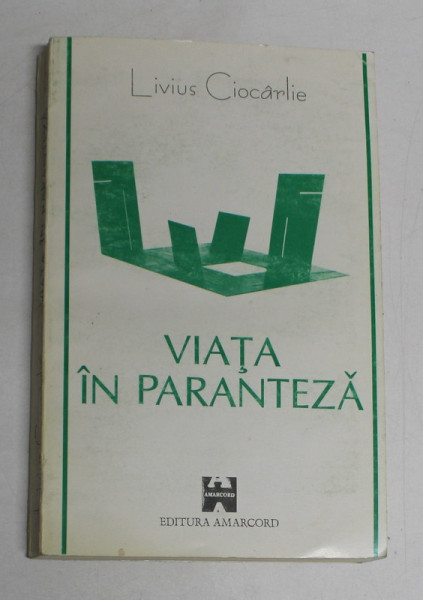 Livius Ciocârlie
VIAȚA
ÎN PARANTEZĂ
AMARCORD
EDITURA AMARCORD